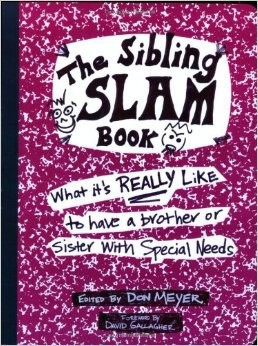 The Sibling
SLAM
BOOK
What it's REALLY Like
to have a brother or
Sister With Special Needs
EDITED By DON MEYER
FOREWORD By
DAVID GALLAGHER